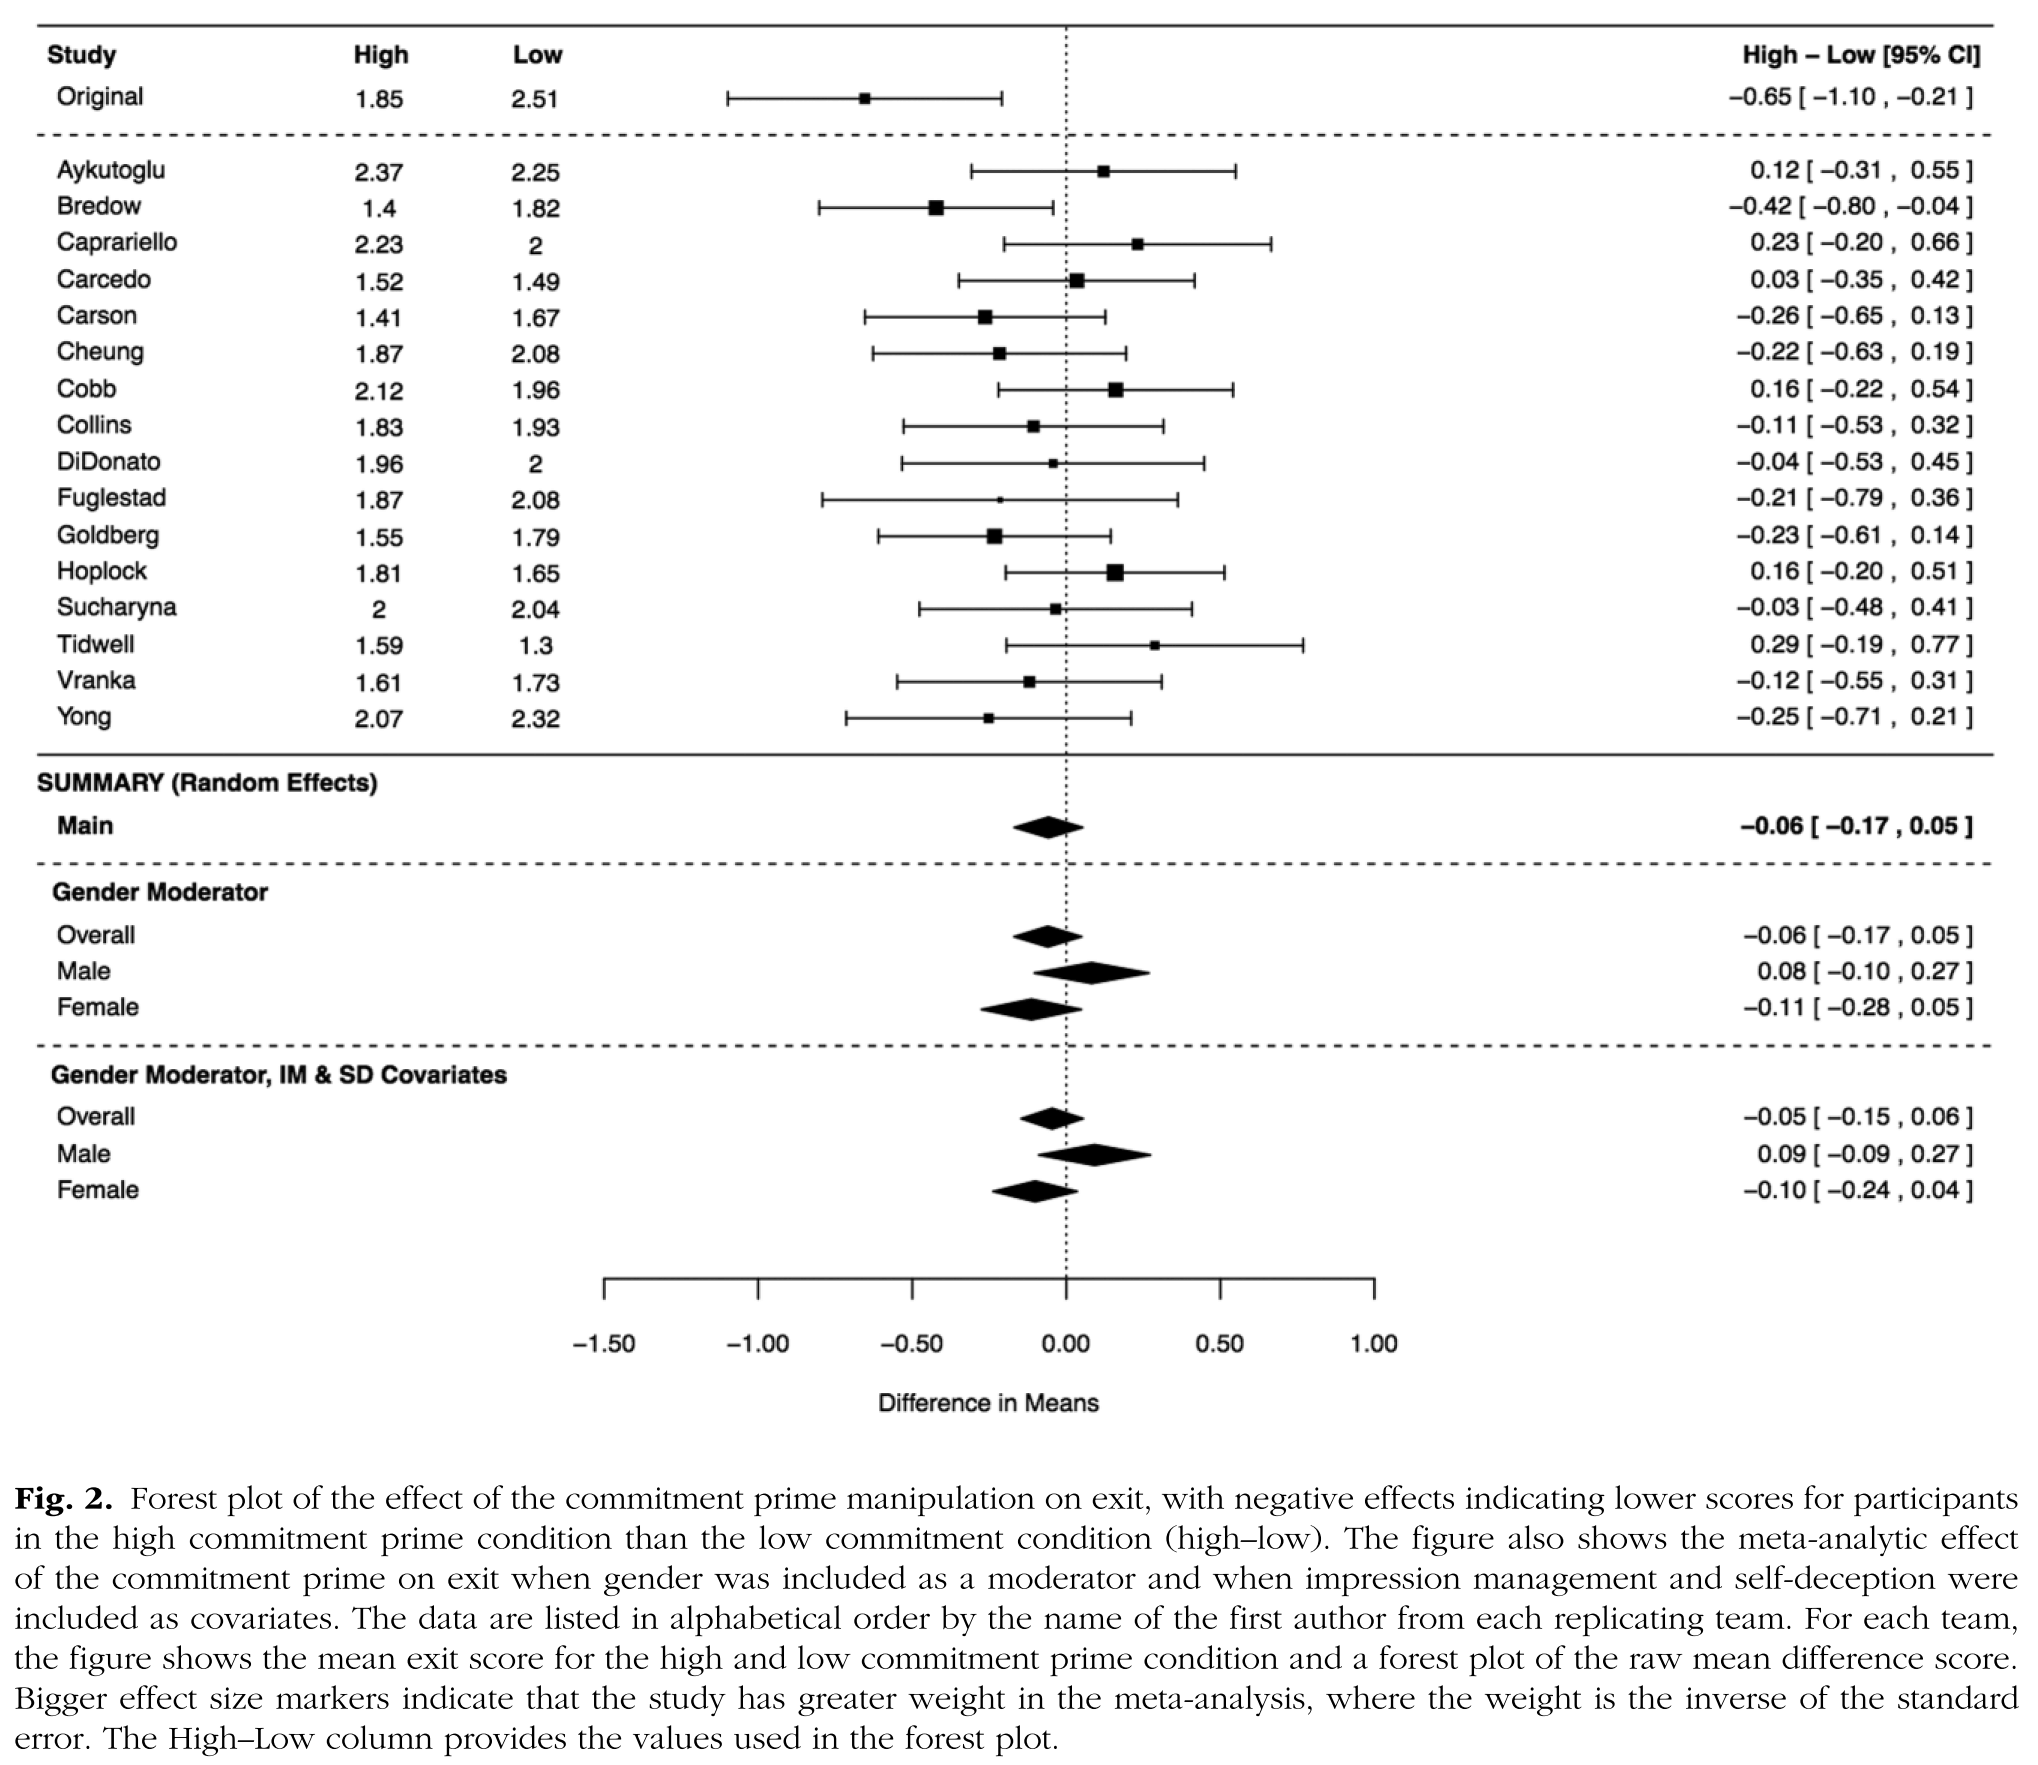 Study High Low High – Low [95% CI]
Original 1.85 2.51 −0.65 [ −1.10 , −0.21 ]
Aykutoglu 2.37 2.25 0.12 [ −0.31 , 0.55 ]
Bredow 1.4 1.82 −0.42 [ −0.80 , −0.04 ]
Caprariello 2.23 2 0.23 [ −0.20 , 0.66 ]
Carcedo 1.52 1.49 0.03 [ −0.35 , 0.42 ]
Carson 1.41 1.67 −0.26 [ −0.65 , 0.13 ]
Cheung 1.87 2.08 −0.22 [ −0.63 , 0.19 ]
Cobb 2.12 1.96 0.16 [ −0.22 , 0.54 ]
Collins 1.83 1.93 −0.11 [ −0.53 , 0.32 ]
DiDonato 1.96 2 −0.04 [ −0.53 , 0.45 ]
Fuglestad 1.87 2.08 −0.21 [ −0.79 , 0.36 ]
Goldberg 1.55 1.79 −0.23 [ −0.61 , 0.14 ]
Hoplock 1.81 1.65 0.16 [ −0.20 , 0.51 ]
Sucharyna 2 2.04 −0.03 [ −0.48 , 0.41 ]
Tidwell 1.59 1.3 0.29 [ −0.19 , 0.77 ]
Vranka 1.61 1.73 −0.12 [ −0.55 , 0.31 ]
Yong 2.07 2.32 −0.25 [ −0.71 , 0.21 ]
SUMMARY (Random Effects)
Main −0.06 [ −0.17 , 0.05 ]
Gender Moderator
Overall −0.06 [ −0.17 , 0.05 ]
Male 0.08 [ −0.10 , 0.27 ]
Female −0.11 [ −0.28 , 0.05 ]
Gender Moderator, IM & SD Covariates
Overall −0.05 [ −0.15 , 0.06 ]
Male 0.09 [ −0.09 , 0.27 ]
Female −0.10 [ −0.24 , 0.04 ]
−1.50 −1.00 −0.50 0.00 0.50 1.00
Difference in Means
Fig. 2. Forest plot of the effect of the commitment prime manipulation on exit, with negative effects indicating lower scores for participants
in the high commitment prime condition than the low commitment condition (high–low). The figure also shows the meta-analytic effect
of the commitment prime on exit when gender was included as a moderator and when impression management and self-deception were
included as covariates. The data are listed in alphabetical order by the name of the first author from each replicating team. For each team,
the figure shows the mean exit score for the high and low commitment prime condition and a forest plot of the raw mean difference score.
Bigger effect size markers indicate that the study has greater weight in the meta-analysis, where the weight is the inverse of the standard
error. The High–Low column provides the values used in the forest plot.